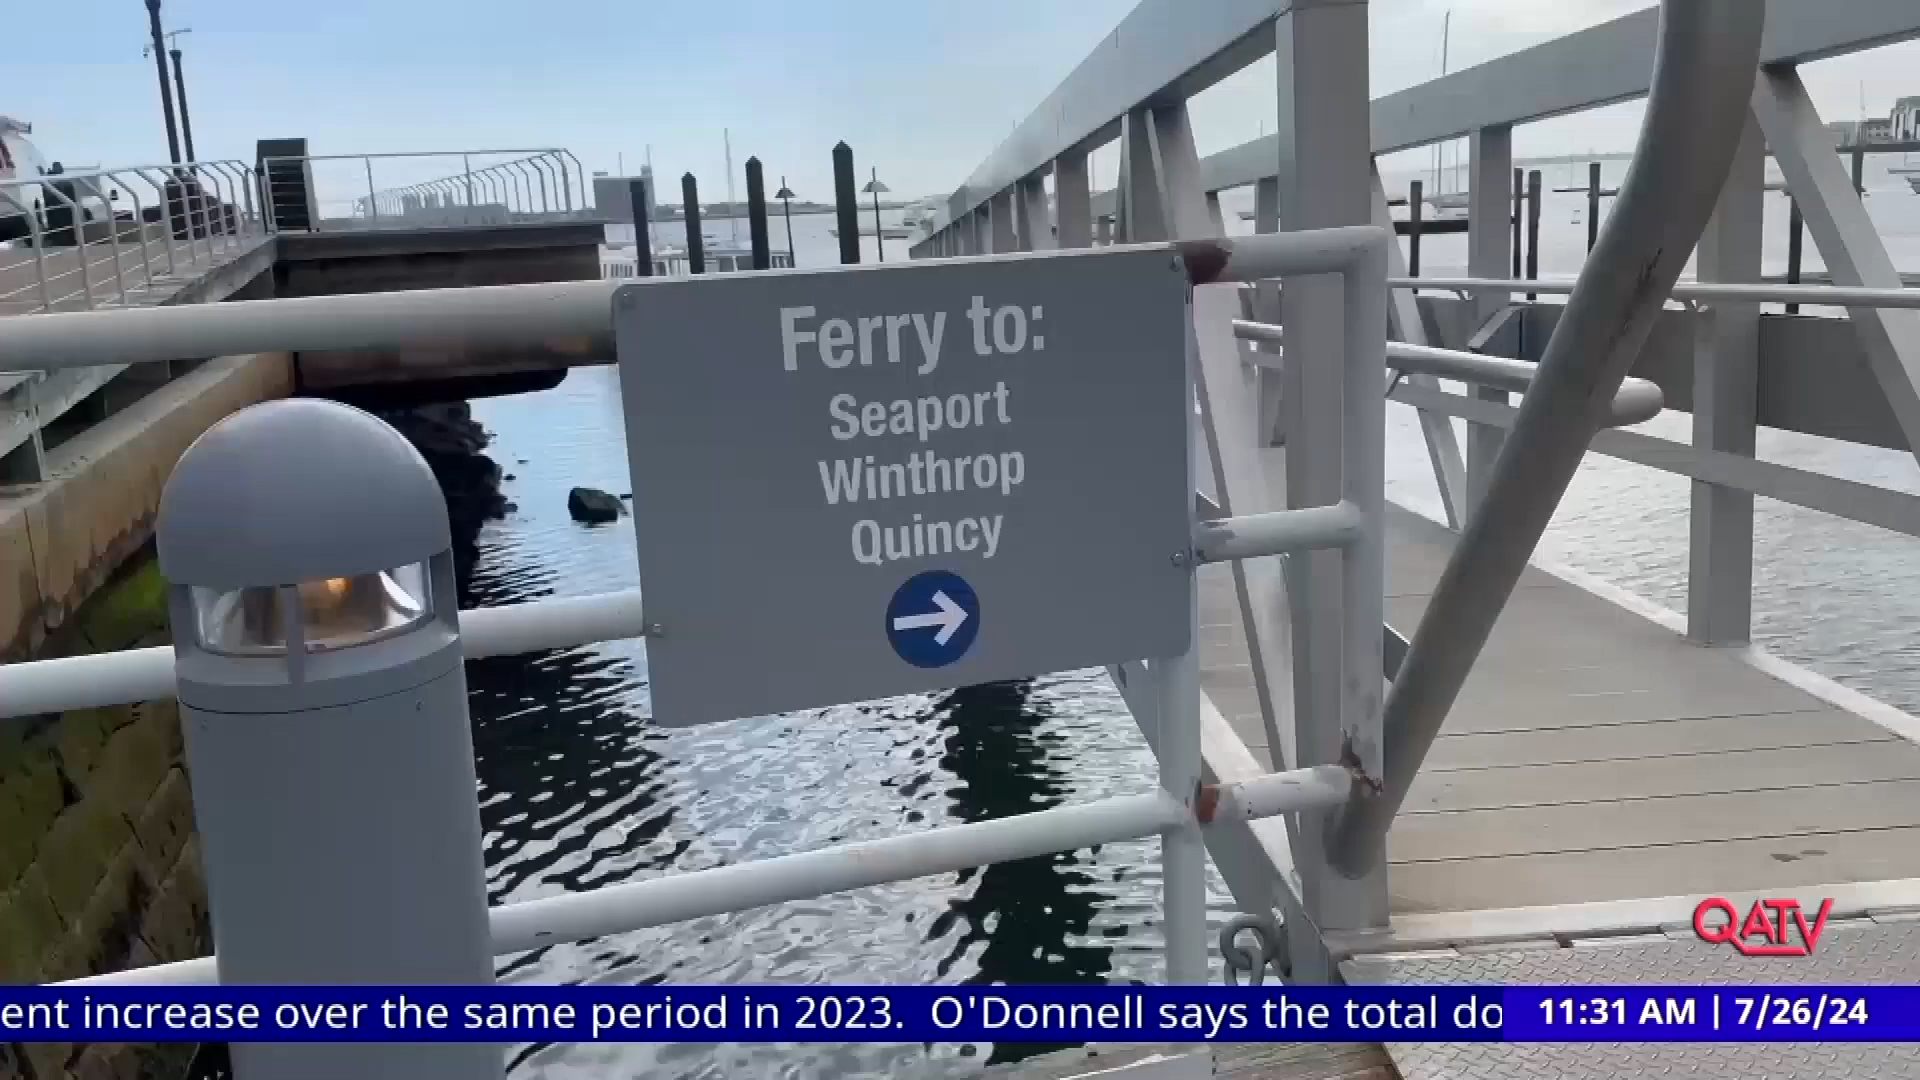 Ferry to:
Seaport
Winthrop
Quincy
QATV
ent increase over the same period in 2023.  O'Donnell says the total do
11:31 AM | 7/26/24